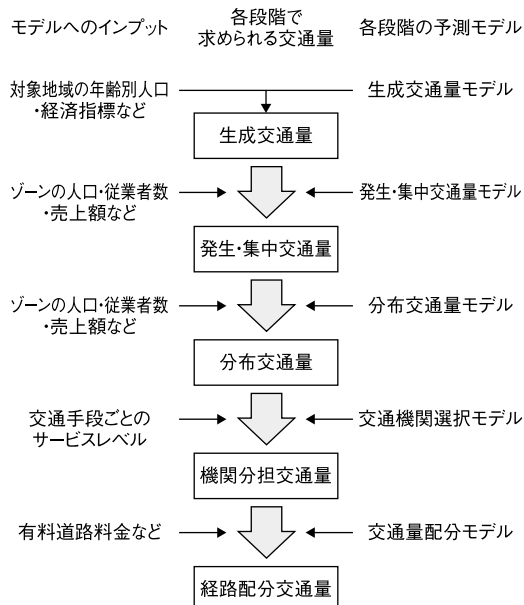 モデルへのインプット
各段階で
求められる交通量
各段階の予測モデル
対象地域の年齢別人口
・経済指標など
生成交通量モデル
生成交通量
ゾーンの人口・従業者数
・売上額など
発生・集中交通量モデル
発生・集中交通量
ゾーンの人口・従業者数
・売上額など
分布交通量モデル
分布交通量
交通手段ごとの
サービスレベル
交通機関選択モデル
機関分担交通量
有料道路料金など
交通量配分モデル
経路配分交通量